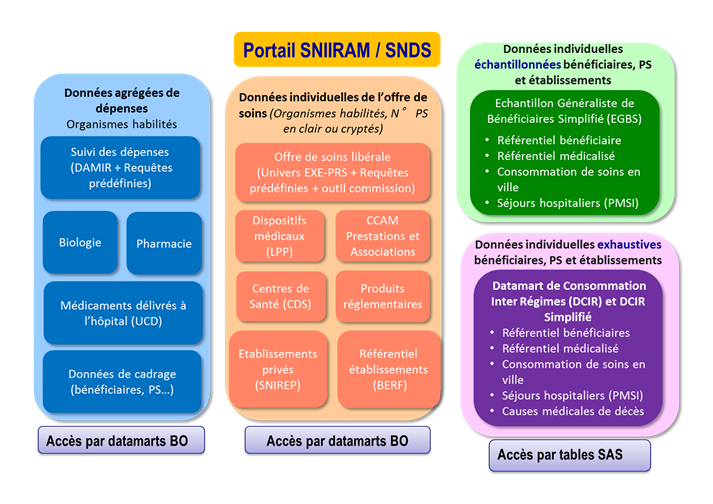 Portail SNIIRAM / SNDS
Données agrégées de
dépenses
Organismes habilités
Suivi des dépenses
(DAMIR + Requêtes
prédéfinies)
Biologie
Pharmacie
Médicaments délivrés à
l'hôpital (UCD)
Données de cadrage
(bénéficiaires, PS...)
Accès par datamarts BO
Données individuelles de l'offre de
soins (Organismes habilités, N° PS
en clair ou cryptés)
Offre de soins libérale
(Univers EXE-PRS + Requêtes
prédéfinies + outil commission)
Dispositifs
médicaux
(LPP)
CCAM
Prestations et
Associations
Centres de
Santé (CDS)
Produits
réglementaires
Etablissements
privés
(SNIREP)
Référentiel
établissements
(BERF)
Accès par datamarts BO
Données individuelles
échantillonnées bénéficiaires, PS
et établissements
Echantillon Généraliste de
Bénéficiaires Simplifié (EGBS)
• Référentiel bénéficiaire
• Référentiel médicalisé
• Consommation de soins en
ville
• Séjours hospitaliers (PMSI)
Données individuelles exhaustives
bénéficiaires, PS et établissements
Datamart de Consommation
Inter Régimes (DCIR) et DCIR
Simplifié
• Référentiel bénéficiaires
• Référentiel médicalisé
• Consommation de soins en
ville
• Séjours hospitaliers (PMSI)
• Causes médicales de décès
Accès par tables SAS